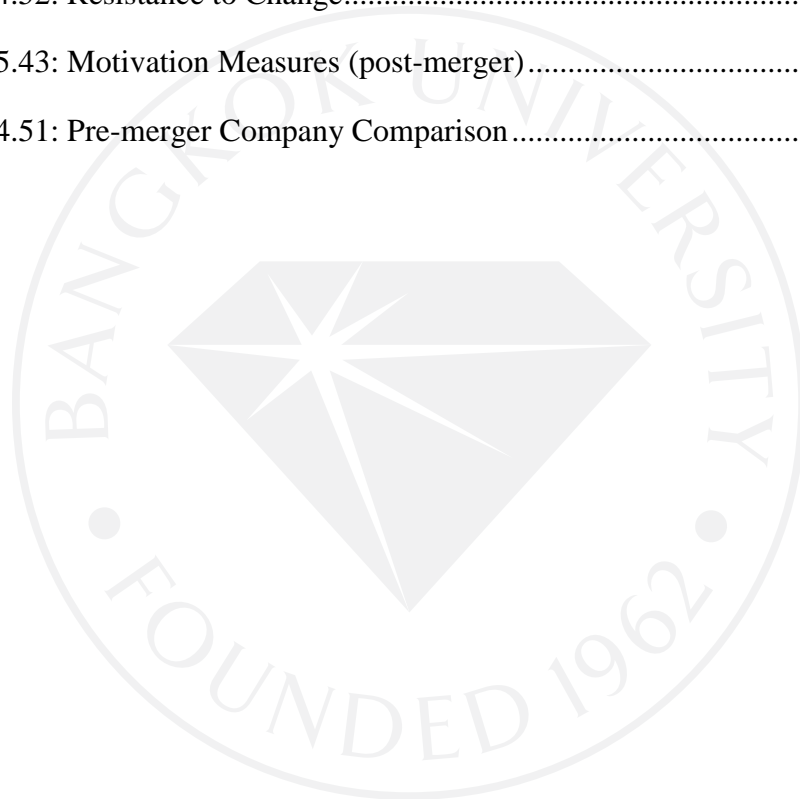 4.32: Resistance to Change..................................................
5.43: Motivation Measures (post-merger)..................................
4.51: Pre-merger Company Comparison....................................
BANGKOK UNIVERSITY
• FOUNDED 1962 •